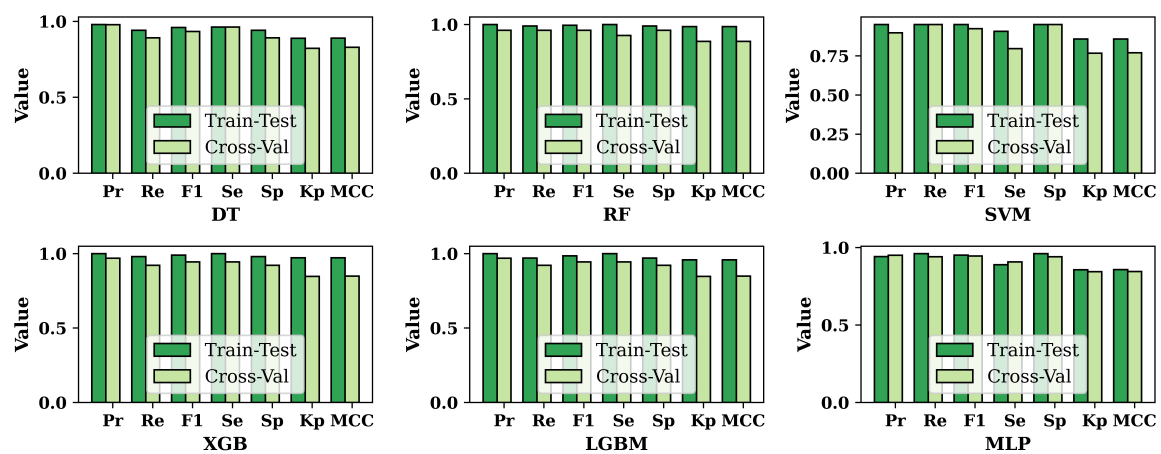 Value
1.0
0.5
0.0
Train-Test
Cross-Val
Pr Re F1 Se Sp Kp MCC
DT
Value
1.0
0.5
0.0
Train-Test
Cross-Val
Pr Re F1 Se Sp Kp MCC
RF
Value
0.75
0.50
0.25
0.00
Train-Test
Cross-Val
Pr Re F1 Se Sp Kp MCC
SVM
Value
1.0
0.5
0.0
Train-Test
Cross-Val
Pr Re F1 Se Sp Kp MCC
XGB
Value
1.0
0.5
0.0
Train-Test
Cross-Val
Pr Re F1 Se Sp Kp MCC
LGBM
Value
1.0
0.5
0.0
Train-Test
Cross-Val
Pr Re F1 Se Sp Kp MCC
MLP